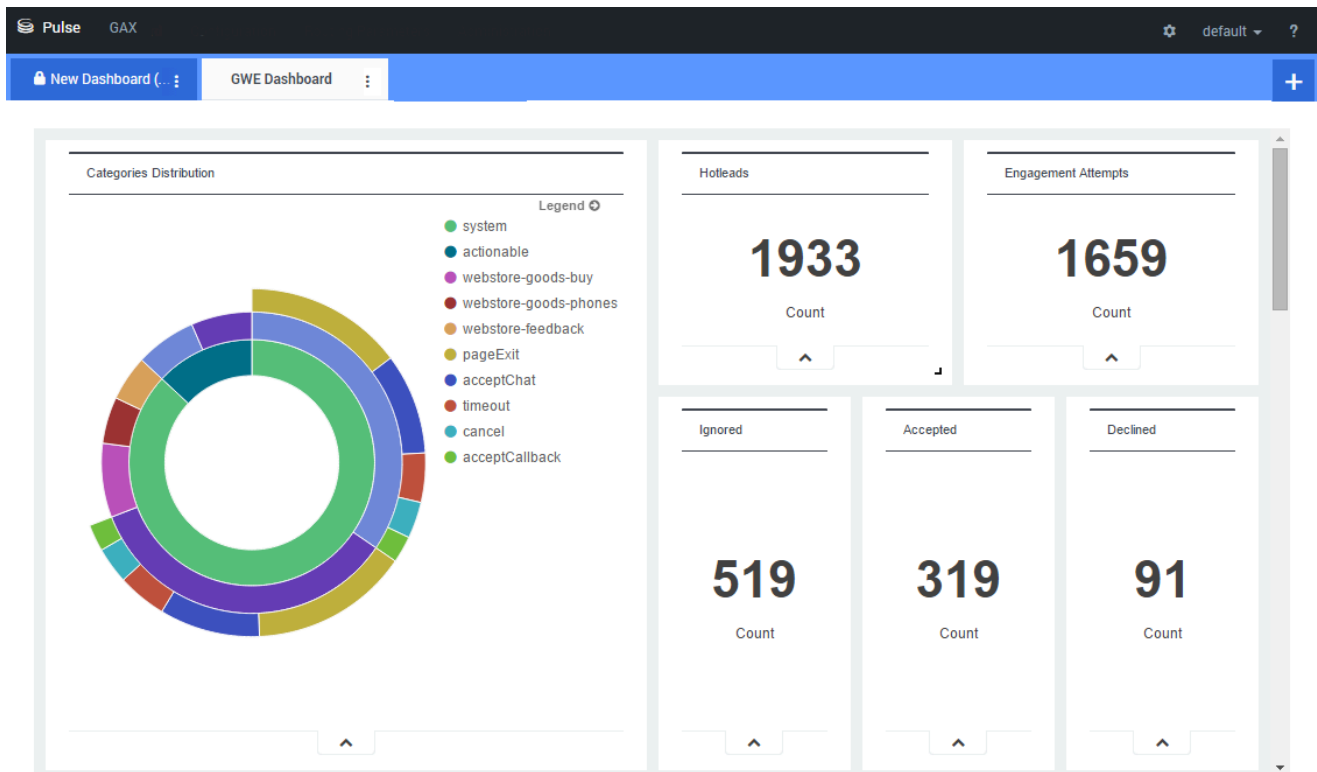 Pulse GAX default ?
New Dashboard (... GWE Dashboard +
Categories Distribution
Legend
system
actionable
webstore-goods-buy
webstore-goods-phones
webstore-feedback
pageExit
acceptChat
timeout
cancel
acceptCallback
Hotleads
1933
Count
Engagement Attempts
1659
Count
Ignored
519
Count
Accepted
319
Count
Declined
91
Count